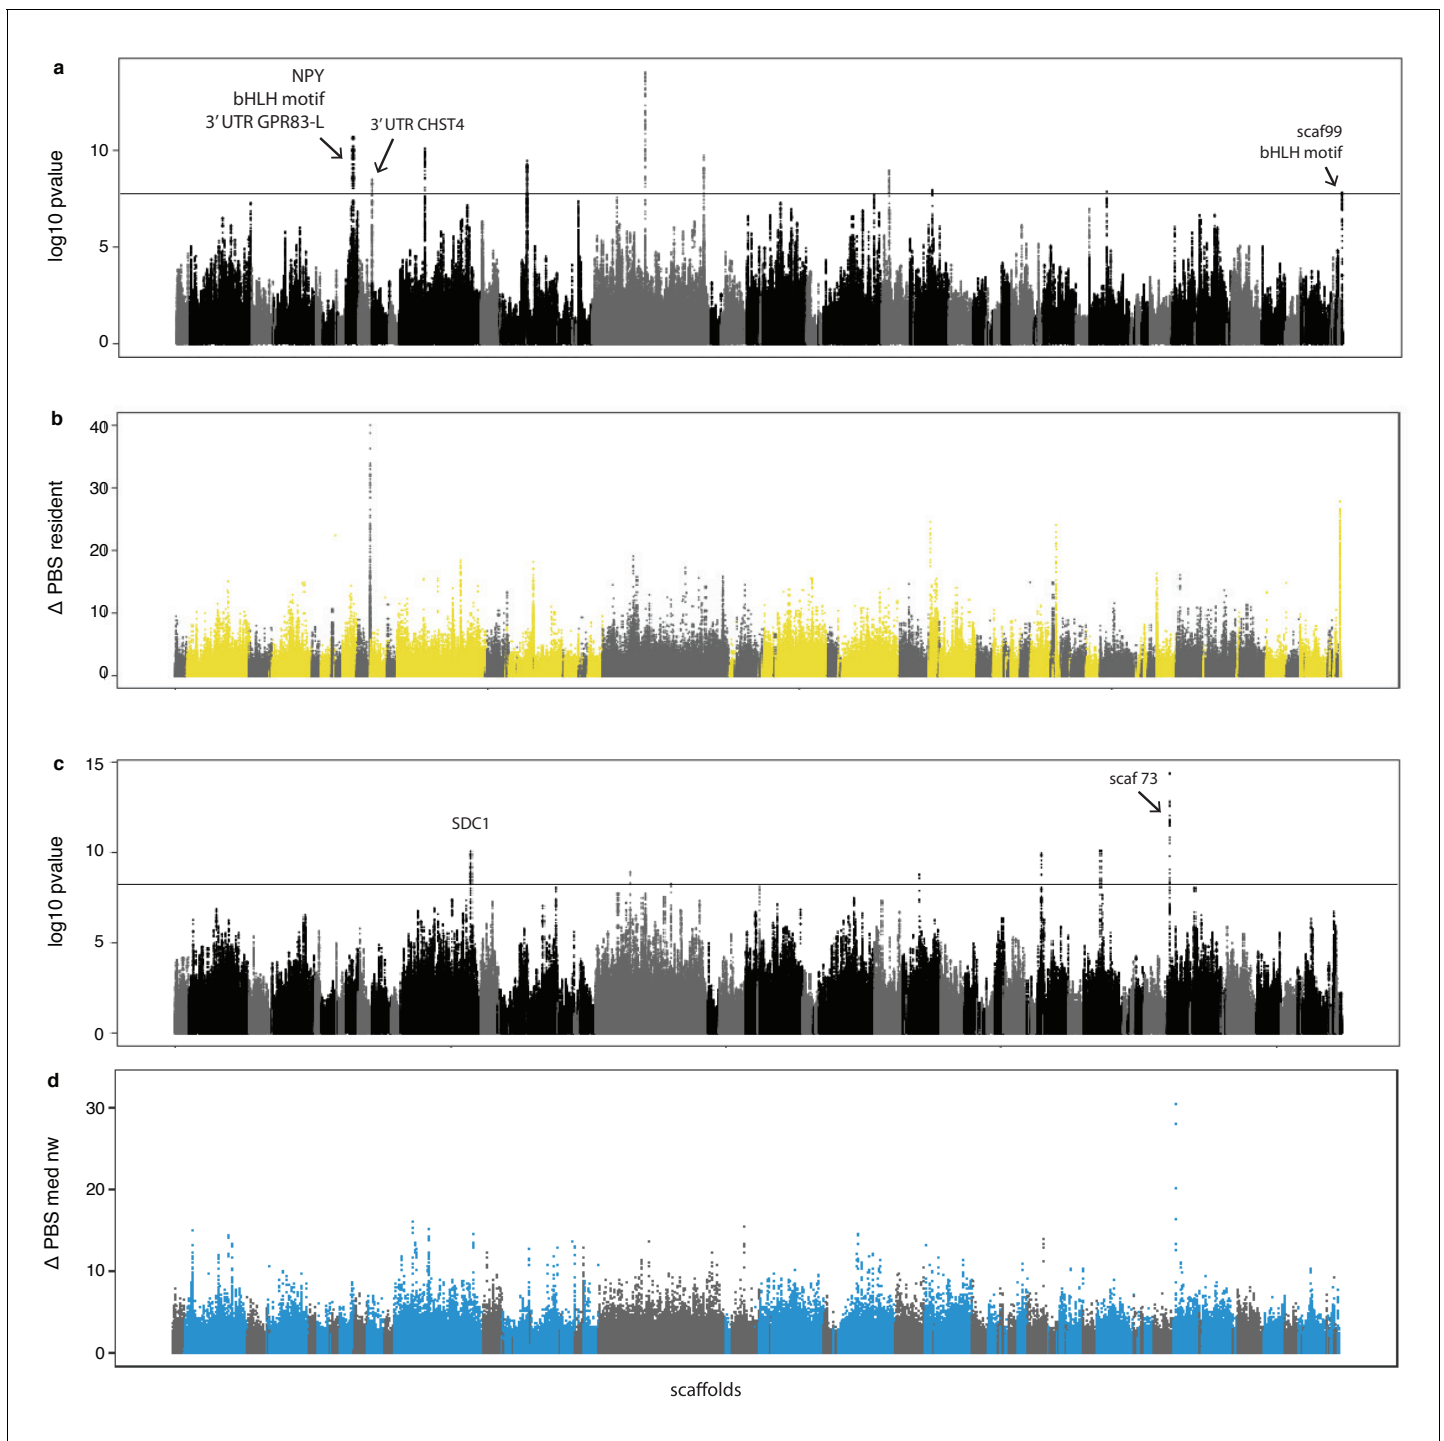 a
NPY
bHLH motif
3’ UTR GPR83-L
3’ UTR CHST4
scaf99
bHLH motif
log10 pvalue
10
5
0
b
Δ PBS resident
40
30
20
10
0
c
log10 pvalue
15
10
5
0
SDC1
scaf 73
d
Δ PBS med nw
30
20
10
0
scaffolds